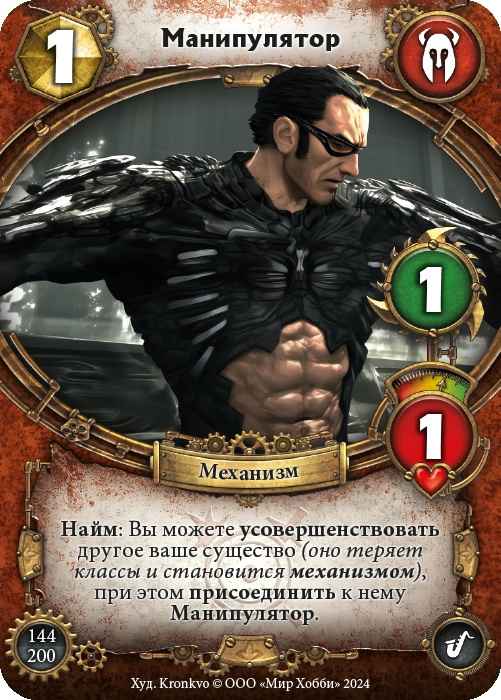 1
Манипулятор
1
1
Механизм
Найм: Вы можете усовершенствовать
другое ваше существо (оно теряет
классы и становится механизмом),
при этом присоединить к нему
Манипулятор.
144
200
Худ. Kronkvo © ООО «Мир Хобби» 2024